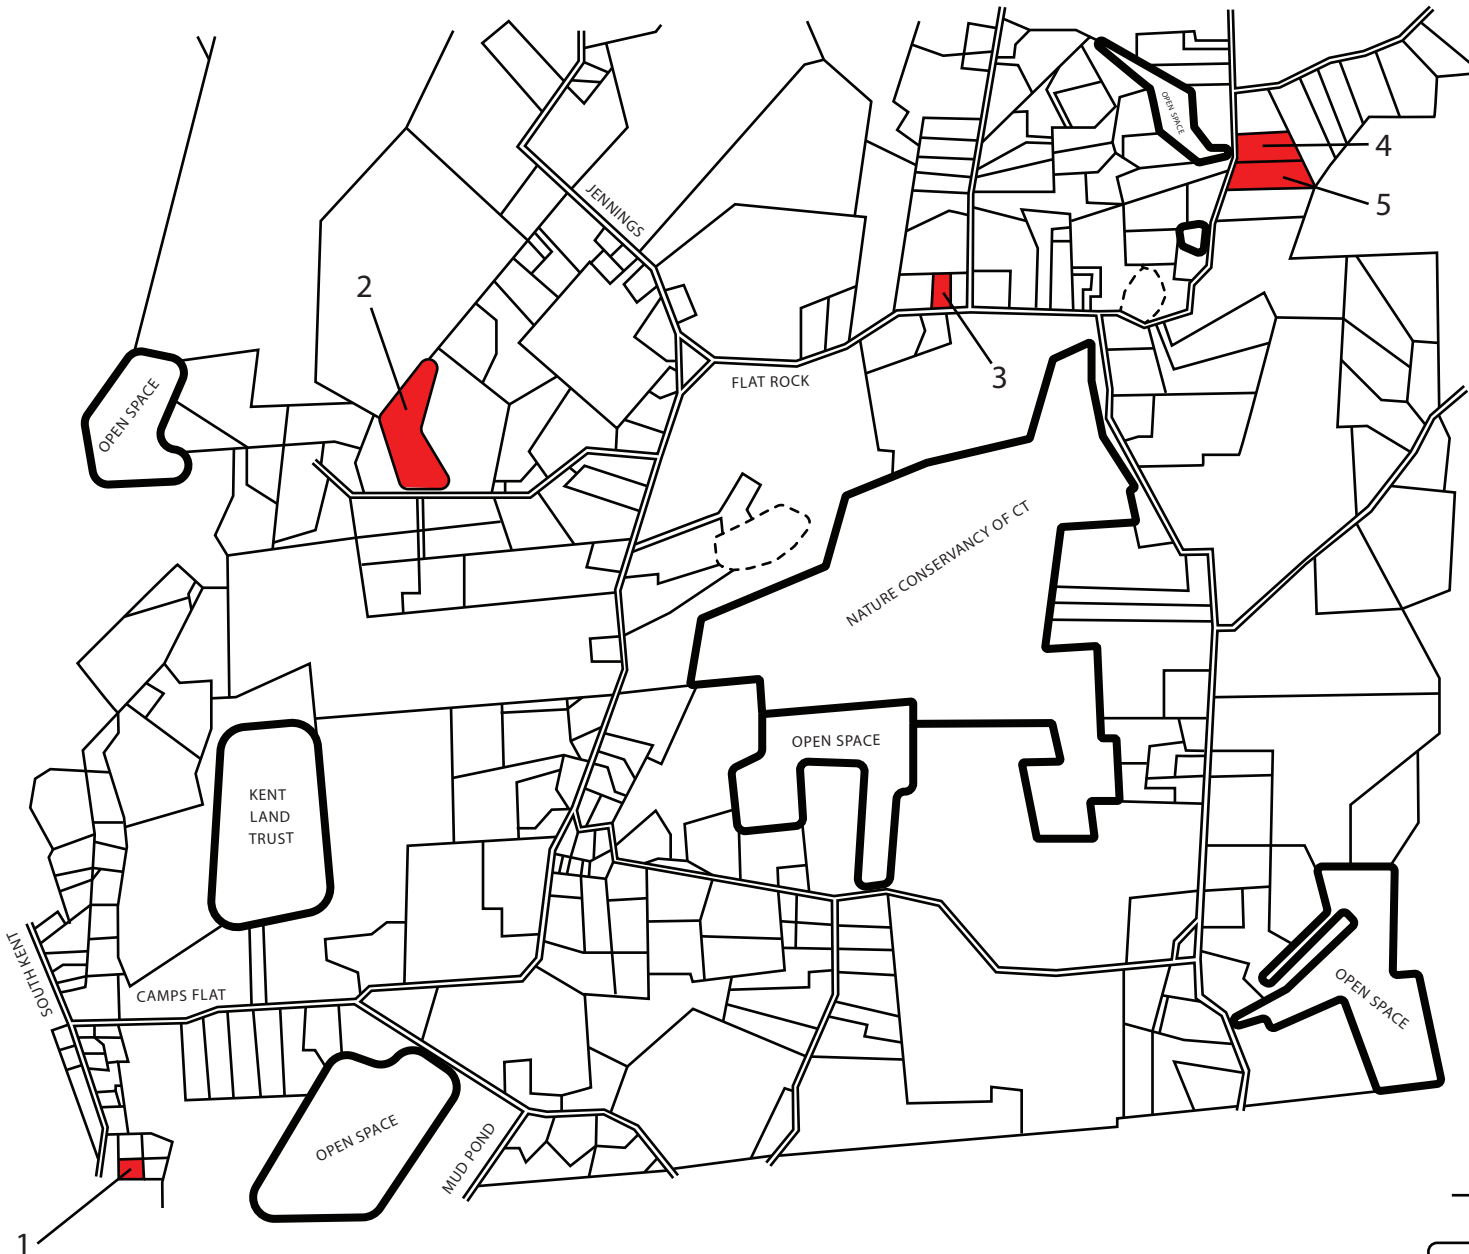 OPEN SPACE
4
5
JENNINGS
2
3
FLAT ROCK
OPEN SPACE
NATURE CONSERVANCY OF CT
OPEN SPACE
KENT
LAND
TRUST
SOUTH KENT
CAMPS FLAT
OPEN SPACE
OPEN SPACE
MUD POND
1